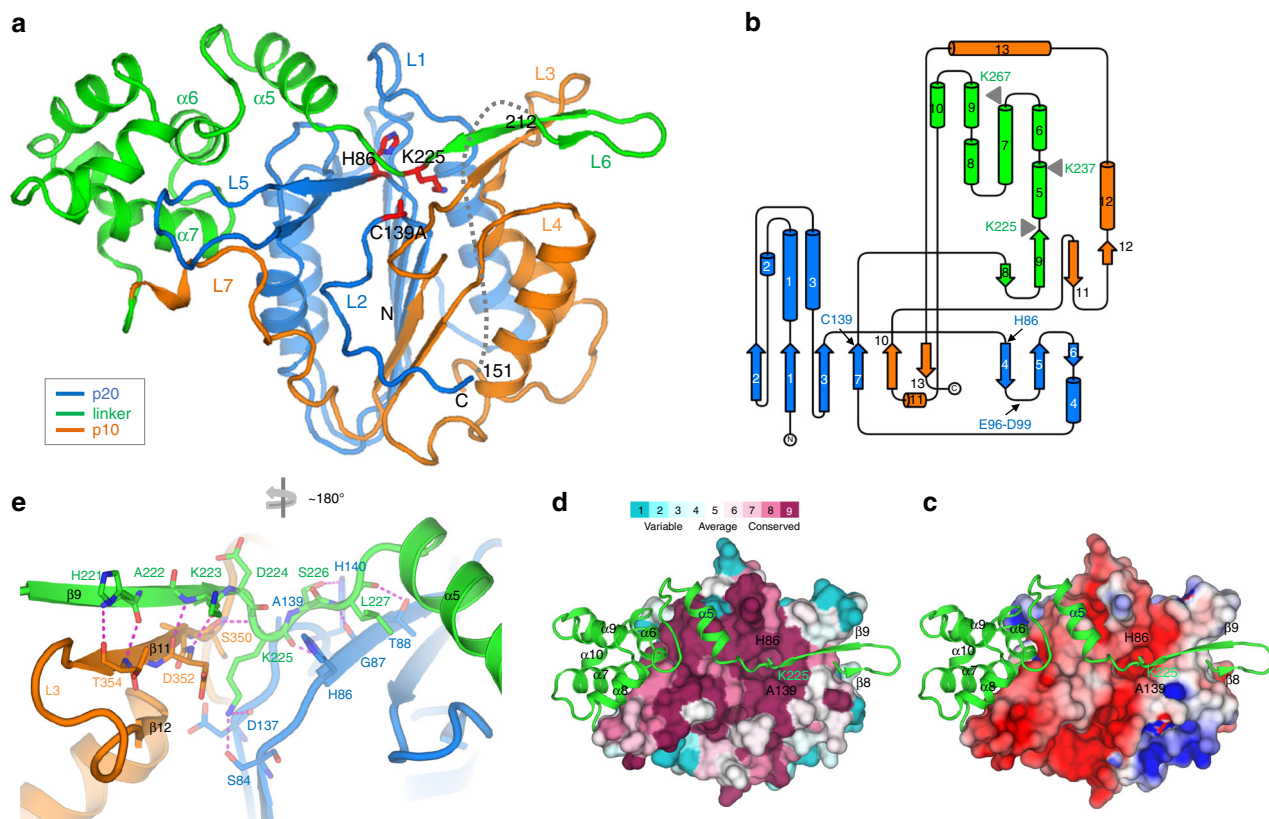 a
L1
L3
α6
α5
212
H86
K225
L6
L5
C139A
L4
α7
L7
L2
N
151
C
p20
linker
p10
b
13
K267
10
9
6
7
8
K237
5
12
K225
9
12
8
11
2
1
3
C139
H86
10
2
1
3
7
13
C
4
5
6
11
4
E96-D99
N
~180°
e
H221
A222
K223
D224
S226
H140
β9
A139
L227
α5
S350
T88
β11
K225
G87
L3
T354
D352
H86
β12
D137
S84
d
1 2 3 4 5 6 7 8 9
Variable Average Conserved
α5
α9
α6
H86
β9
α10
K225
α7
A139
β8
α8
c
α5
α9
α6
H86
β9
α10
K225
α7
A139
β8
α8